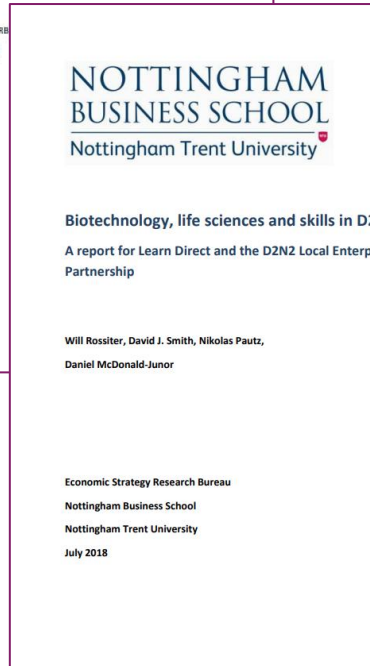 NOTTINGHAM
BUSINESS SCHOOL
Nottingham Trent University
Biotechnology, life sciences and skills in D2
A report for Learn Direct and the D2N2 Local Enterp
Partnership
Will Rossiter, David J. Smith, Nikolas Pautz,
Daniel McDonald-Junor
Economic Strategy Research Bureau
Nottingham Business School
Nottingham Trent University
July 2018